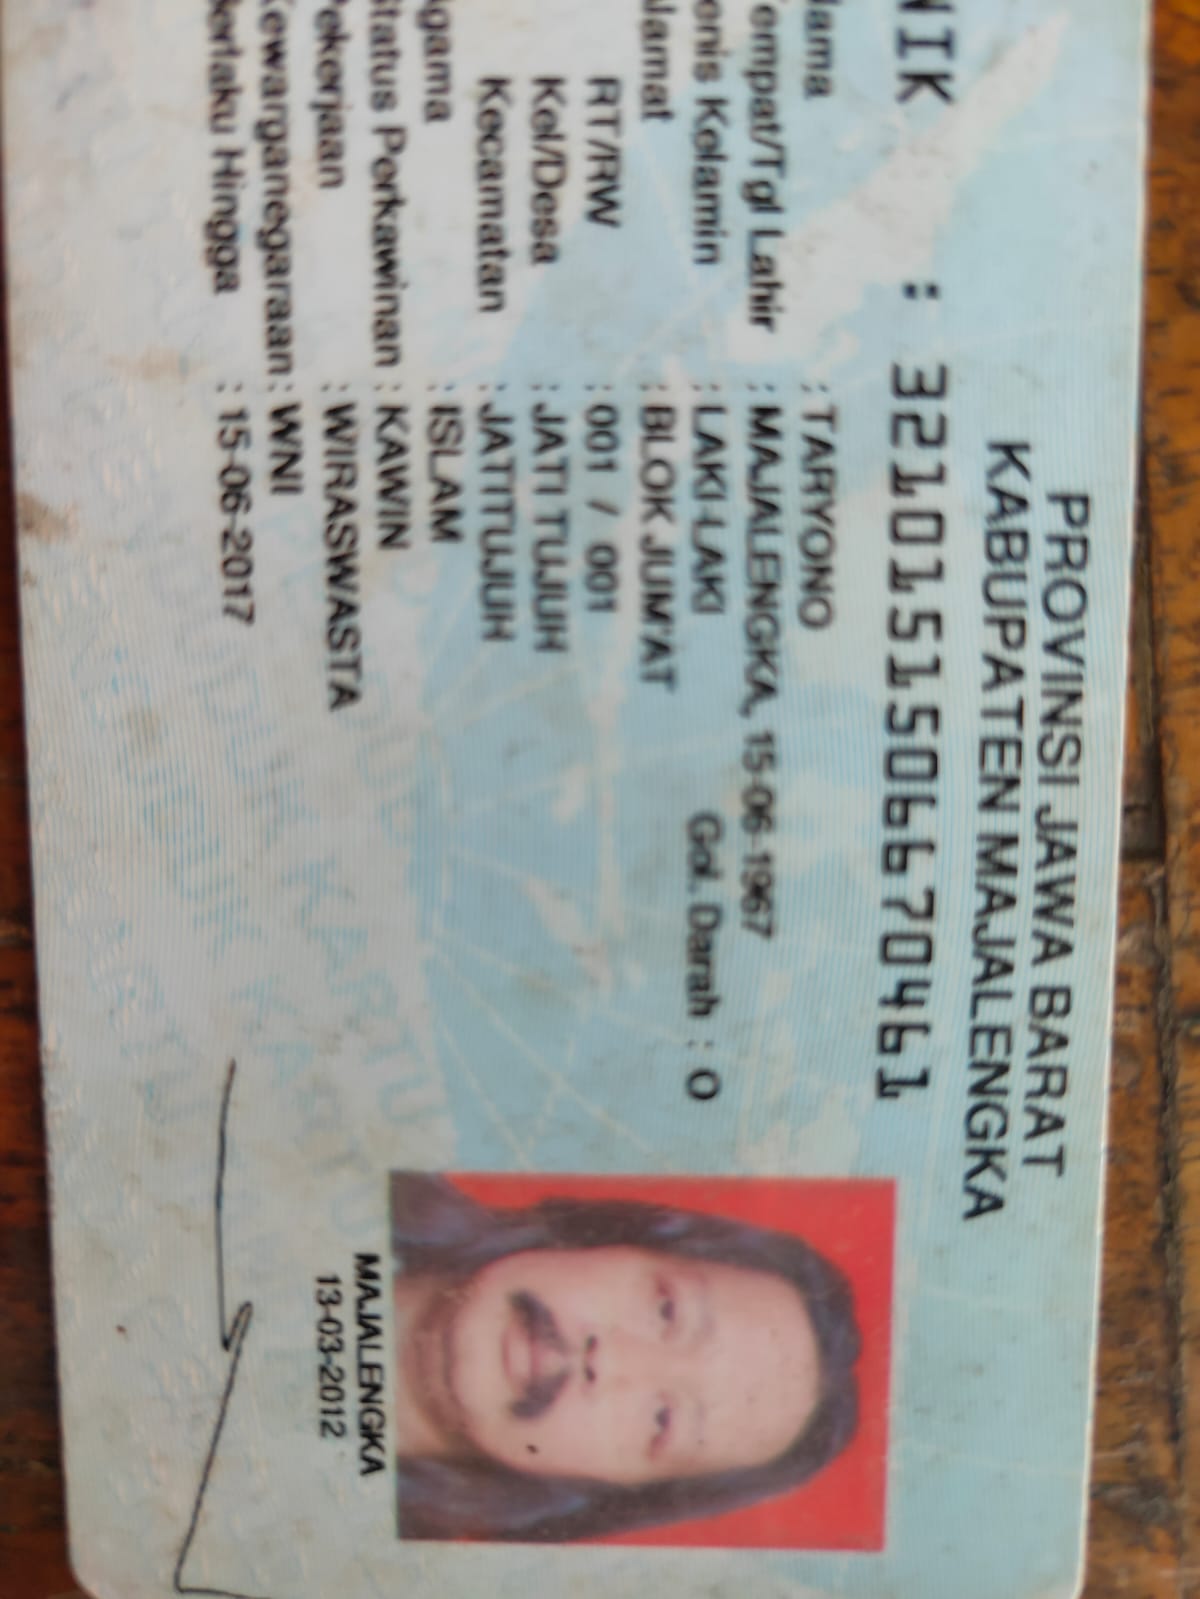 PROVINSI JAWA BARAT
KABUPATEN MAJALENGKA
NIK : 3210151506670461
Nama : TARYONO
Tempat/Tgl Lahir : MAJALENGKA, 15-06-1967
Jenis Kelamin : LAKI-LAKI Gol. Darah : O
Alamat : BLOK JUM'AT
RT/RW : 001 / 001
Kel/Desa : JATI TUJUH
Kecamatan : JATITUJUH
Agama : ISLAM
Status Perkawinan : KAWIN
Pekerjaan : WIRASWASTA
Kewarganegaraan : WNI
Berlaku Hingga : 15-06-2017
MAJALENGKA
13-03-2012